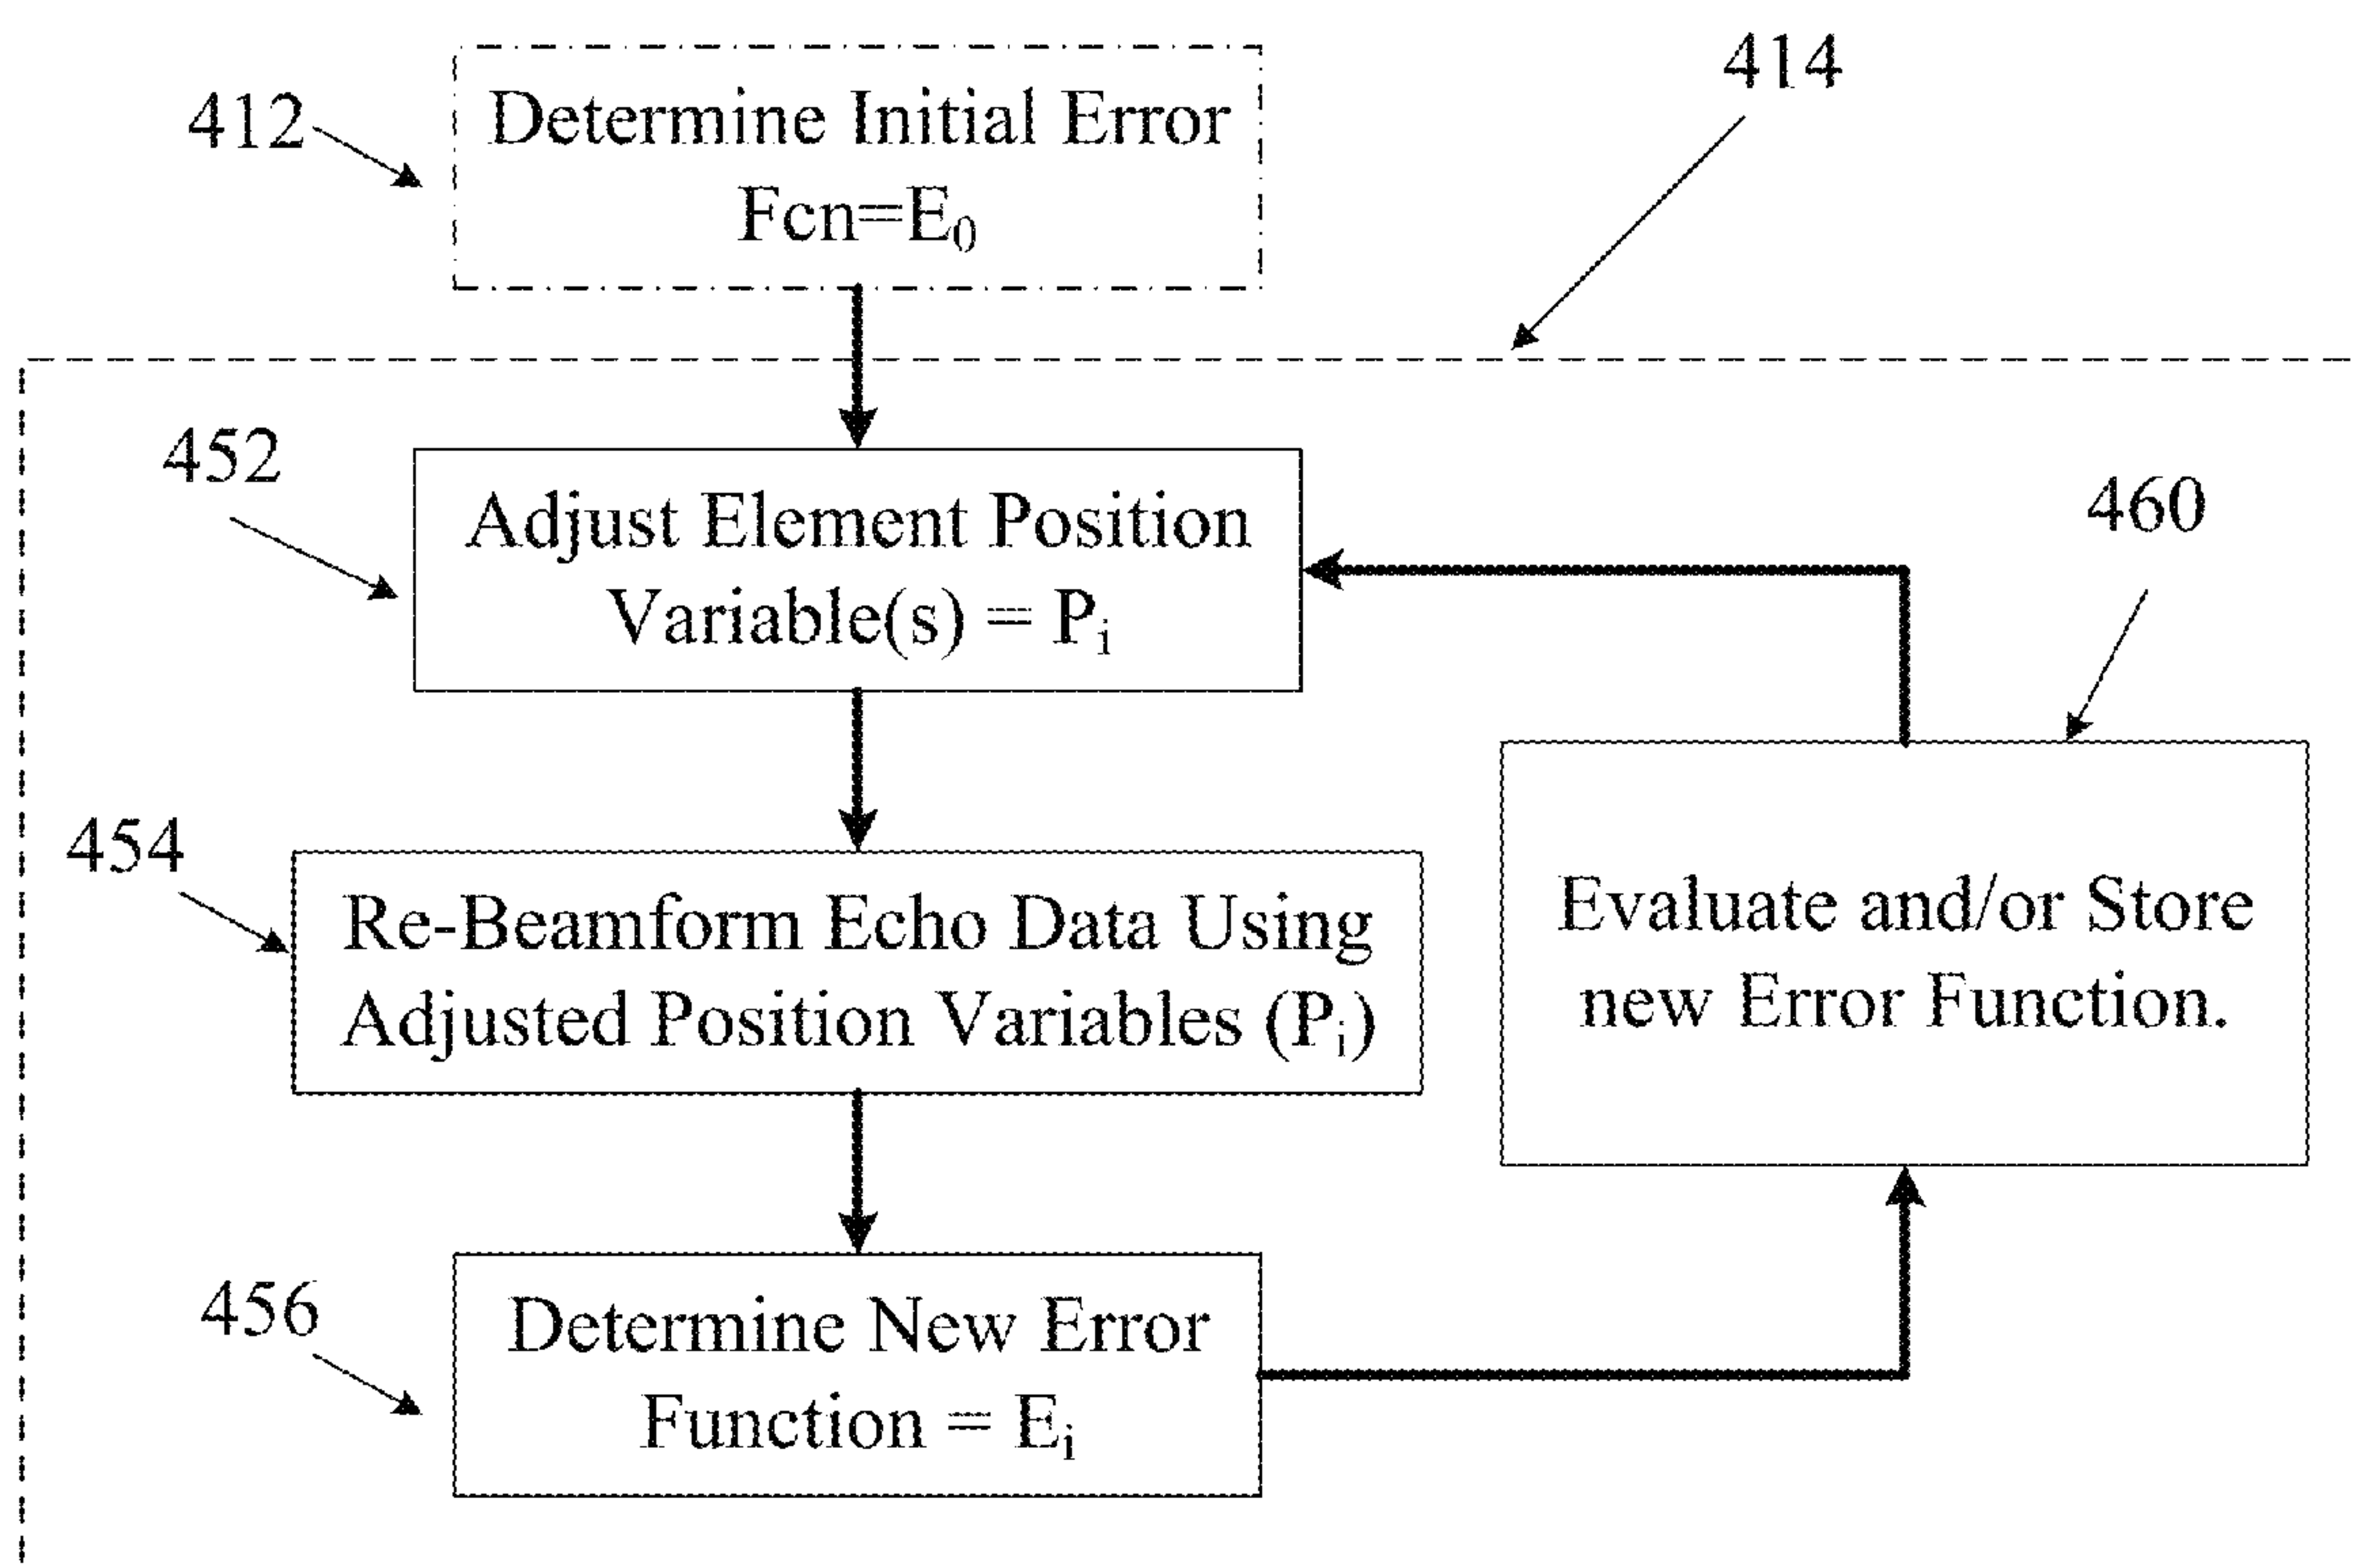 414
412
Determine Initial Error
Fcn=E₀
452
Adjust Element Position
Variable(s) = Pᵢ
460
454
Re-Beamform Echo Data Using
Adjusted Position Variables (Pᵢ)
Evaluate and/or Store
new Error Function.
456
Determine New Error
Function = Eᵢ